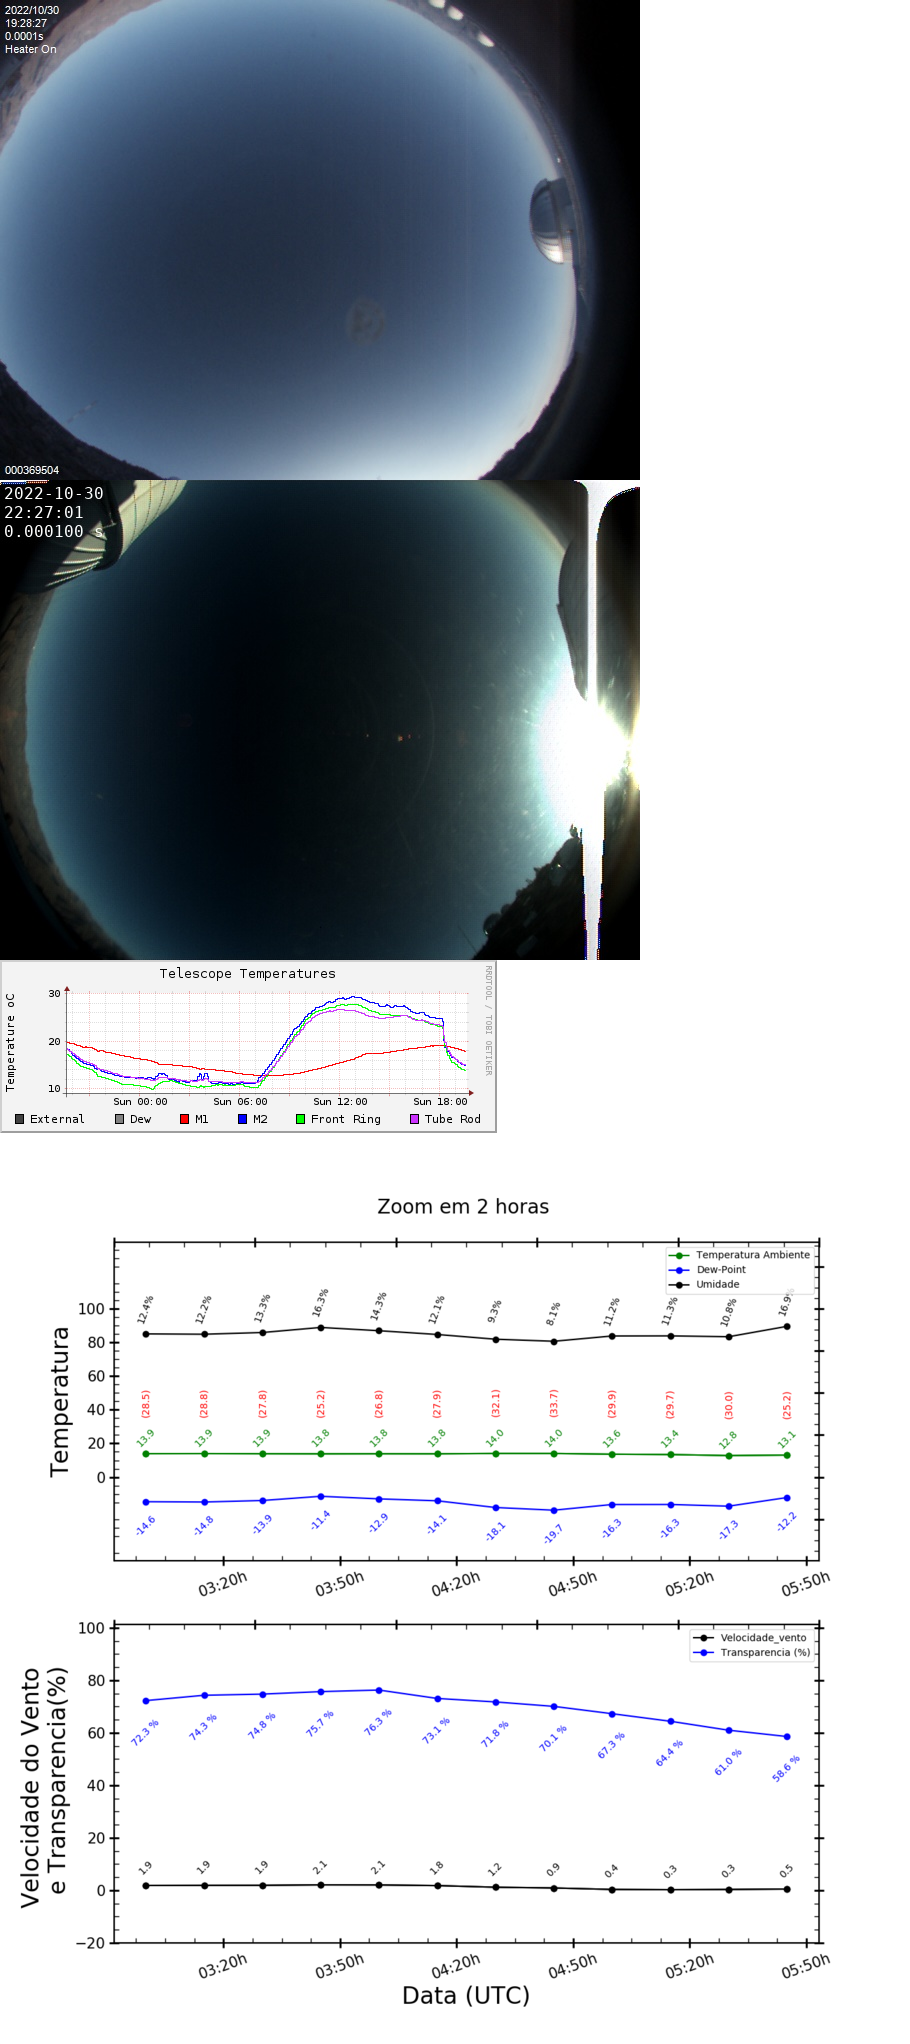 2022/10/30
19:28:27
0.0001s
Heater On
000369504
2022-10-30
22:27:01
0.000100 s
Telescope Temperatures
RRDTOOL / TOBI OETIKER
Temperature oC
30
20
10
Sun 00:00 Sun 06:00 Sun 12:00 Sun 18:00
External Dew M1 M2 Front Ring Tube Rod
Zoom em 2 horas
Temperatura
Temperatura Ambiente
Dew-Point
Umidade
100
80
60
40
20
0
12.4% 12.2% 13.3% 16.3% 14.3% 12.1% 9.3% 8.1% 11.2% 11.3% 10.8% 16.9%
(28.5) (28.8) (27.8) (25.2) (26.8) (27.9) (32.1) (33.7) (29.9) (29.7) (30.0) (25.2)
13.9 13.9 13.9 13.8 13.8 13.8 14.0 14.0 13.6 13.4 12.8 13.1
-14.6 -14.8 -13.9 -11.4 -12.9 -14.1 -18.1 -19.7 -16.3 -16.3 -17.3 -12.2
03:20h 03:50h 04:20h 04:50h 05:20h 05:50h
Velocidade do Vento
e Transparencia(%)
Velocidade_vento
Transparencia (%)
100
80
60
40
20
0
−20
72.3 % 74.3 % 74.8 % 75.7 % 76.3 % 73.1 % 71.8 % 70.1 % 67.3 % 64.4 % 61.0 % 58.6 %
1.9 1.9 1.9 2.1 2.1 1.8 1.2 0.9 0.4 0.3 0.3 0.5
03:20h 03:50h 04:20h 04:50h 05:20h 05:50h
Data (UTC)